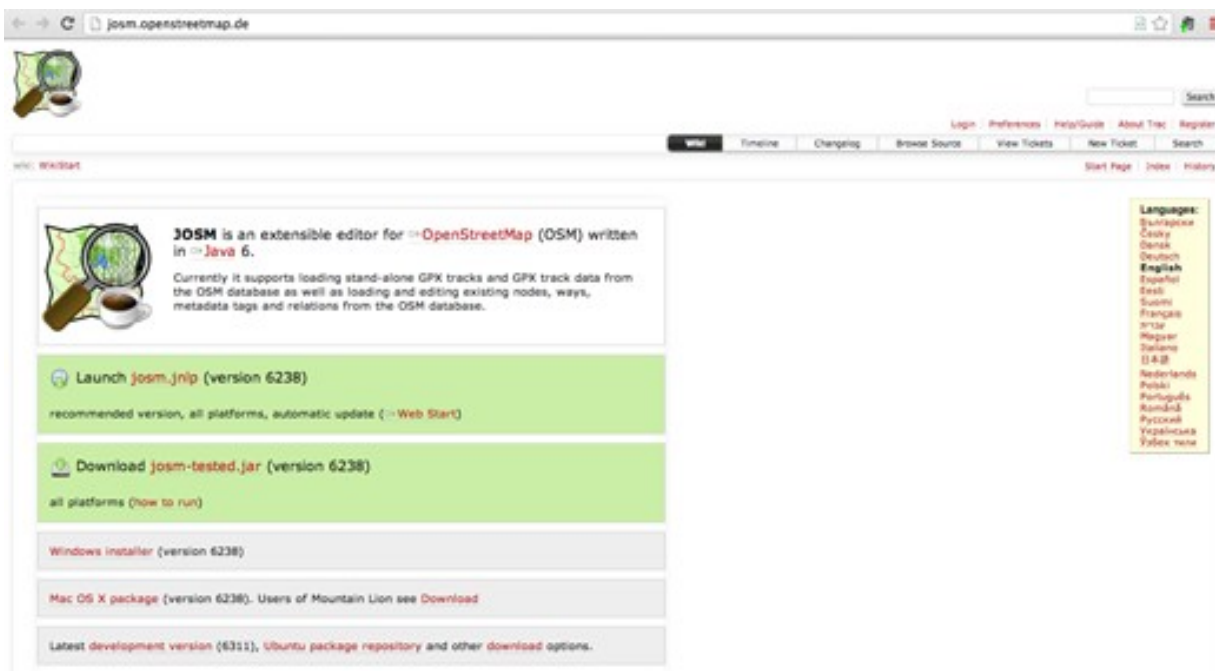 josm.openstreetmap.de
Search
Login Preferences Help/Guide About Trac Register
Wiki Timeline Changelog Browse Source View Tickets New Ticket Search
wiki: WikiStart
Start Page Index History
JOSM is an extensible editor for OpenStreetMap (OSM) written
in Java 6.
Currently it supports loading stand-alone GPX tracks and GPX track data from
the OSM database as well as loading and editing existing nodes, ways,
metadata tags and relations from the OSM database.
Launch josm.jnlp (version 6238)
recommended version, all platforms, automatic update (Web Start)
Download josm-tested.jar (version 6238)
all platforms (how to run)
Windows installer (version 6238)
Mac OS X package (version 6238). Users of Mountain Lion see Download
Latest development version (6311), Ubuntu package repository and other download options.
Languages:
Български
Česky
Dansk
Deutsch
English
Español
Eesti
Suomi
Français
עברית
Magyar
Italiano
日本語
Nederlands
Polski
Português
Română
Русский
Українська